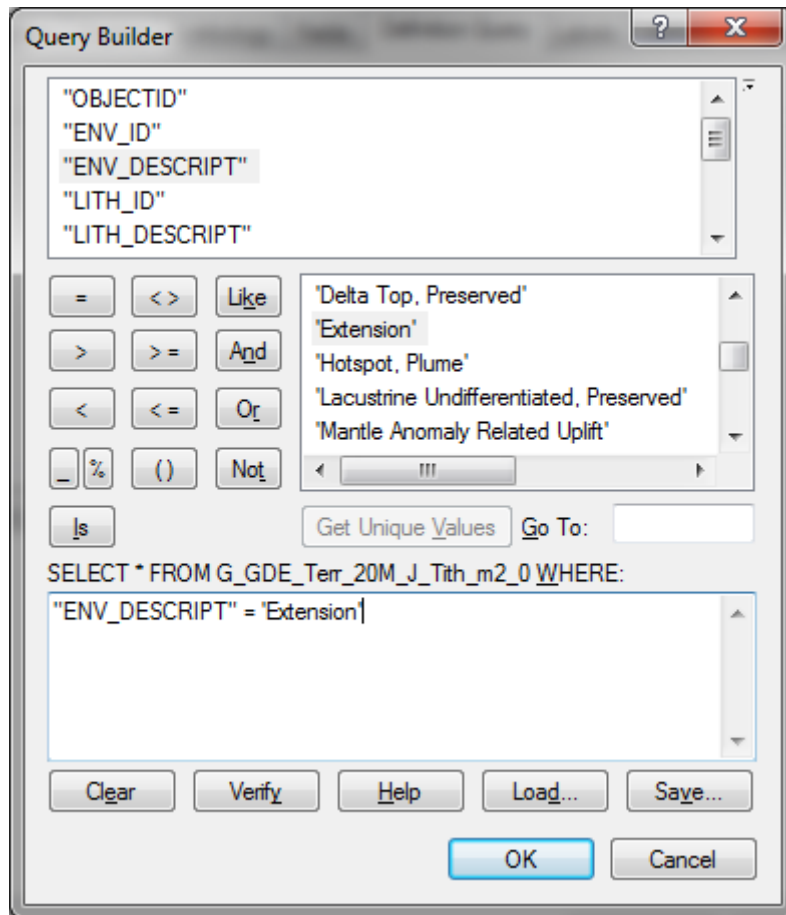 Query Builder
"OBJECTID"
"ENV_ID"
"ENV_DESCRIPT"
"LITH_ID"
"LITH_DESCRIPT"
= < > Like
> > = And
< < = Or
_ % ( ) Not
Is
'Delta Top, Preserved'
'Extension'
'Hotspot, Plume'
'Lacustrine Undifferentiated, Preserved'
'Mantle Anomaly Related Uplift'
Get Unique Values Go To:
SELECT * FROM G_GDE_Terr_20M_J_Tith_m2_0 WHERE:
"ENV_DESCRIPT" = 'Extension'
Clear Verify Help Load... Save...
OK Cancel